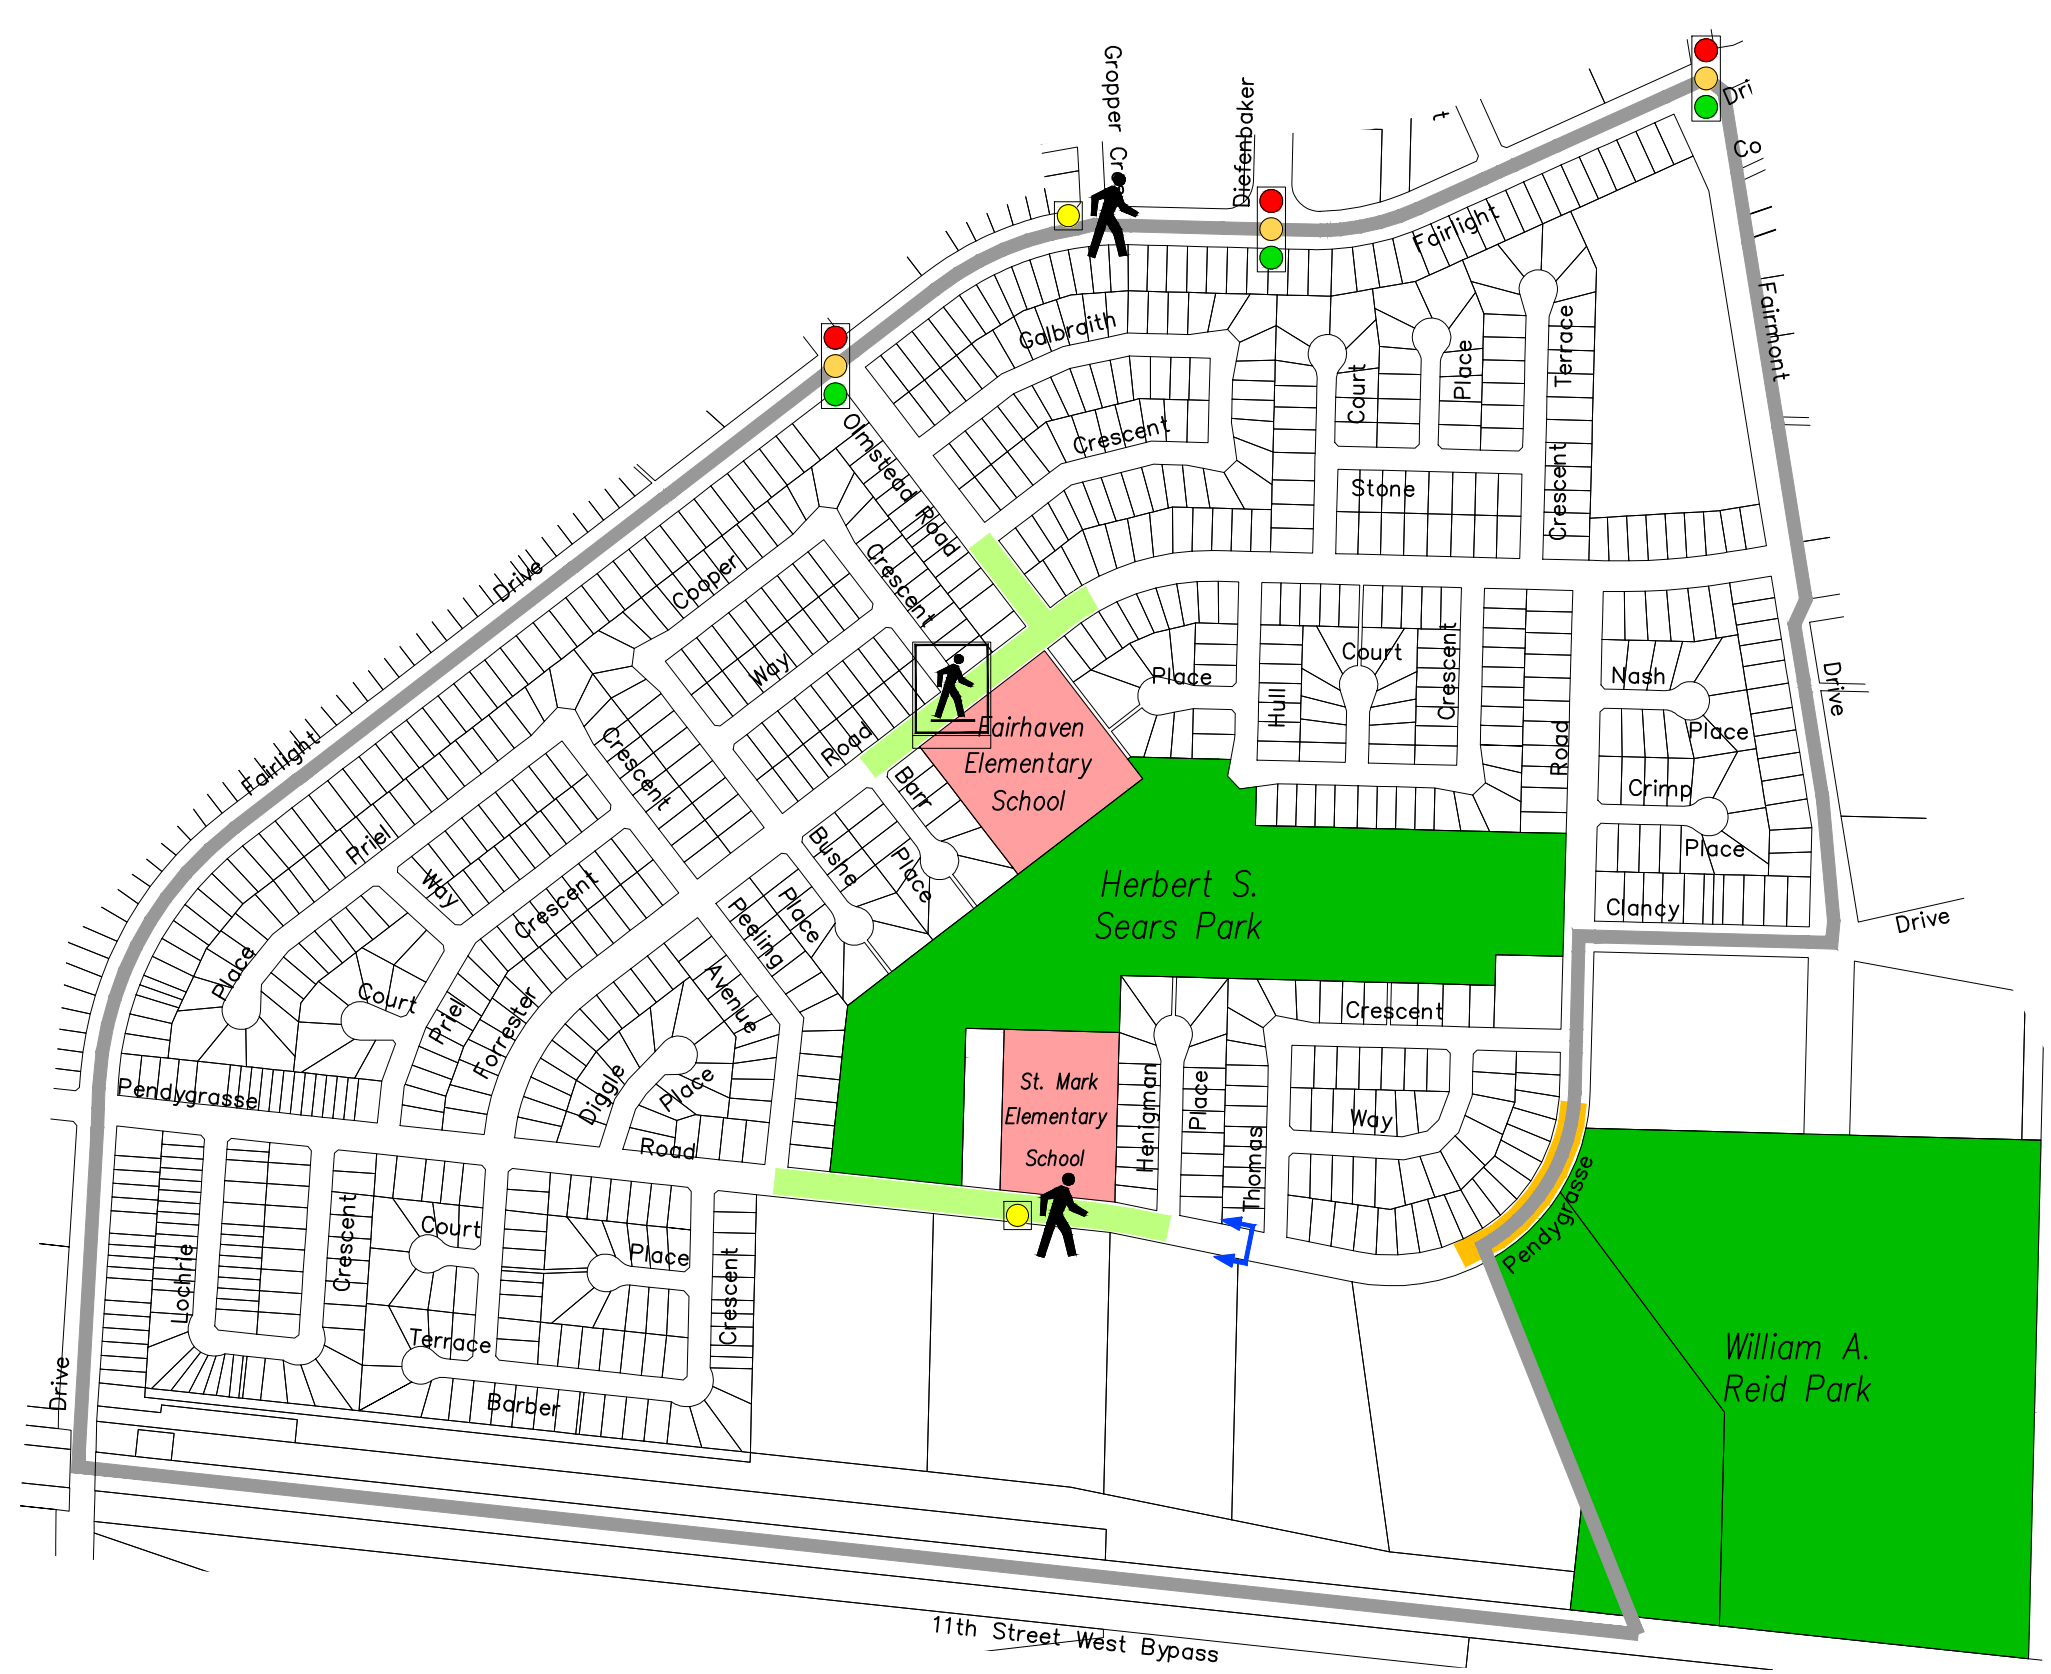 Gropper Cre
Diefenbaker
t
Dri
Co
Fairlight
Fairmont
Galbraith
Crescent
Court
Place
Terrace
Olmstead Road
Stone
Crescent
Drive
Cooper
Crescent
Way
Place
Court
Hull
Crescent
Nash
Place
Drive
Road
Crimp
Place
Clancy
Drive
Fairlight
Crescent
Road
Fairhaven
Elementary
School
Barr
Place
Bushe
Place
Priel
Way
Crescent
Peeling
Avenue
Herbert S.
Sears Park
Place
Court
Priel
Forrester
Crescent
Pendygrasse
Diggle
Place
Road
St. Mark
Elementary
School
Henigman
Place
Thomas
Way
Pendygrasse
Lochrie
Crescent
Court
Place
Crescent
Terrace
Barber
Drive
William A.
Reid Park
11th Street West Bypass